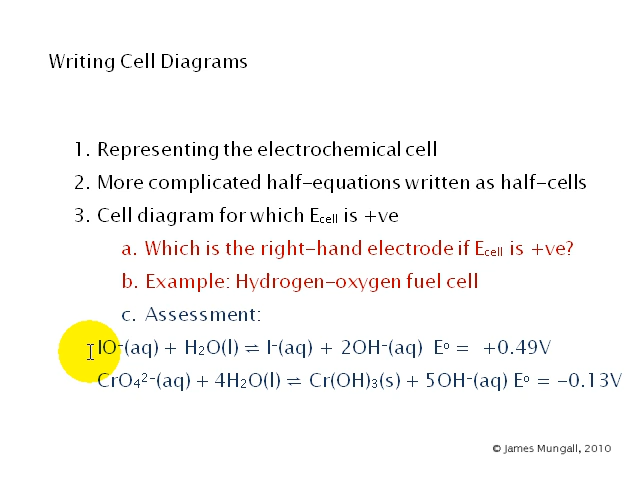 Writing Cell Diagrams
1. Representing the electrochemical cell
2. More complicated half-equations written as half-cells
3. Cell diagram for which Ecell is +ve
a. Which is the right-hand electrode if Ecell is +ve?
b. Example: Hydrogen-oxygen fuel cell
c. Assessment:
IO⁻(aq) + H₂O(l) ⇌ I⁻(aq) + 2OH⁻(aq) Eº = +0.49V
CrO₄²⁻(aq) + 4H₂O(l) ⇌ Cr(OH)₃(s) + 5OH⁻(aq) Eº = -0.13V
© James Mungall, 2010